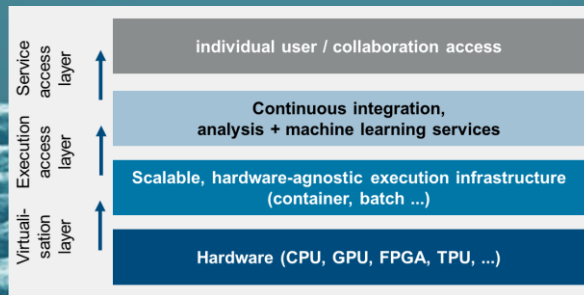 individual user / collaboration access
Service
access
layer
Continuous integration,
analysis + machine learning services
Execution
access
layer
Scalable, hardware-agnostic execution infrastructure
(container, batch ...)
Virtuali-
sation
layer
Hardware (CPU, GPU, FPGA, TPU, ...)